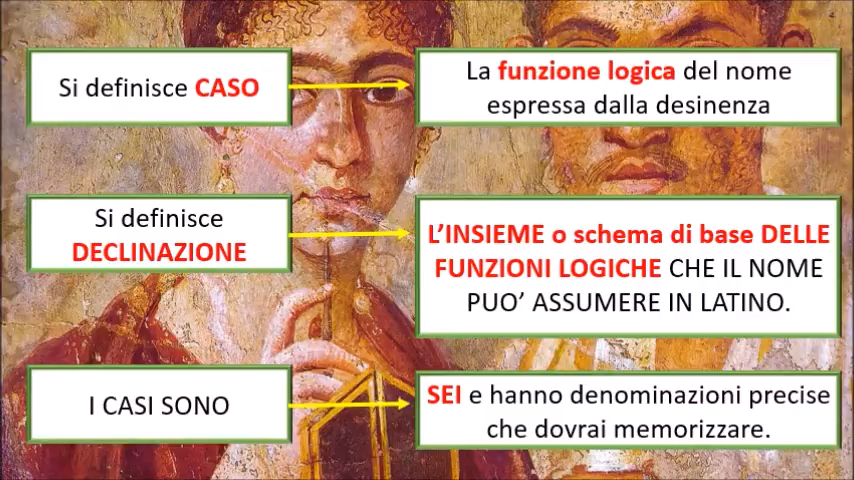 Si definisce CASO
La funzione logica del nome
espressa dalla desinenza
Si definisce
DECLINAZIONE
L’INSIEME o schema di base DELLE
FUNZIONI LOGICHE CHE IL NOME
PUO’ ASSUMERE IN LATINO.
I CASI SONO
SEI e hanno denominazioni precise
che dovrai memorizzare.